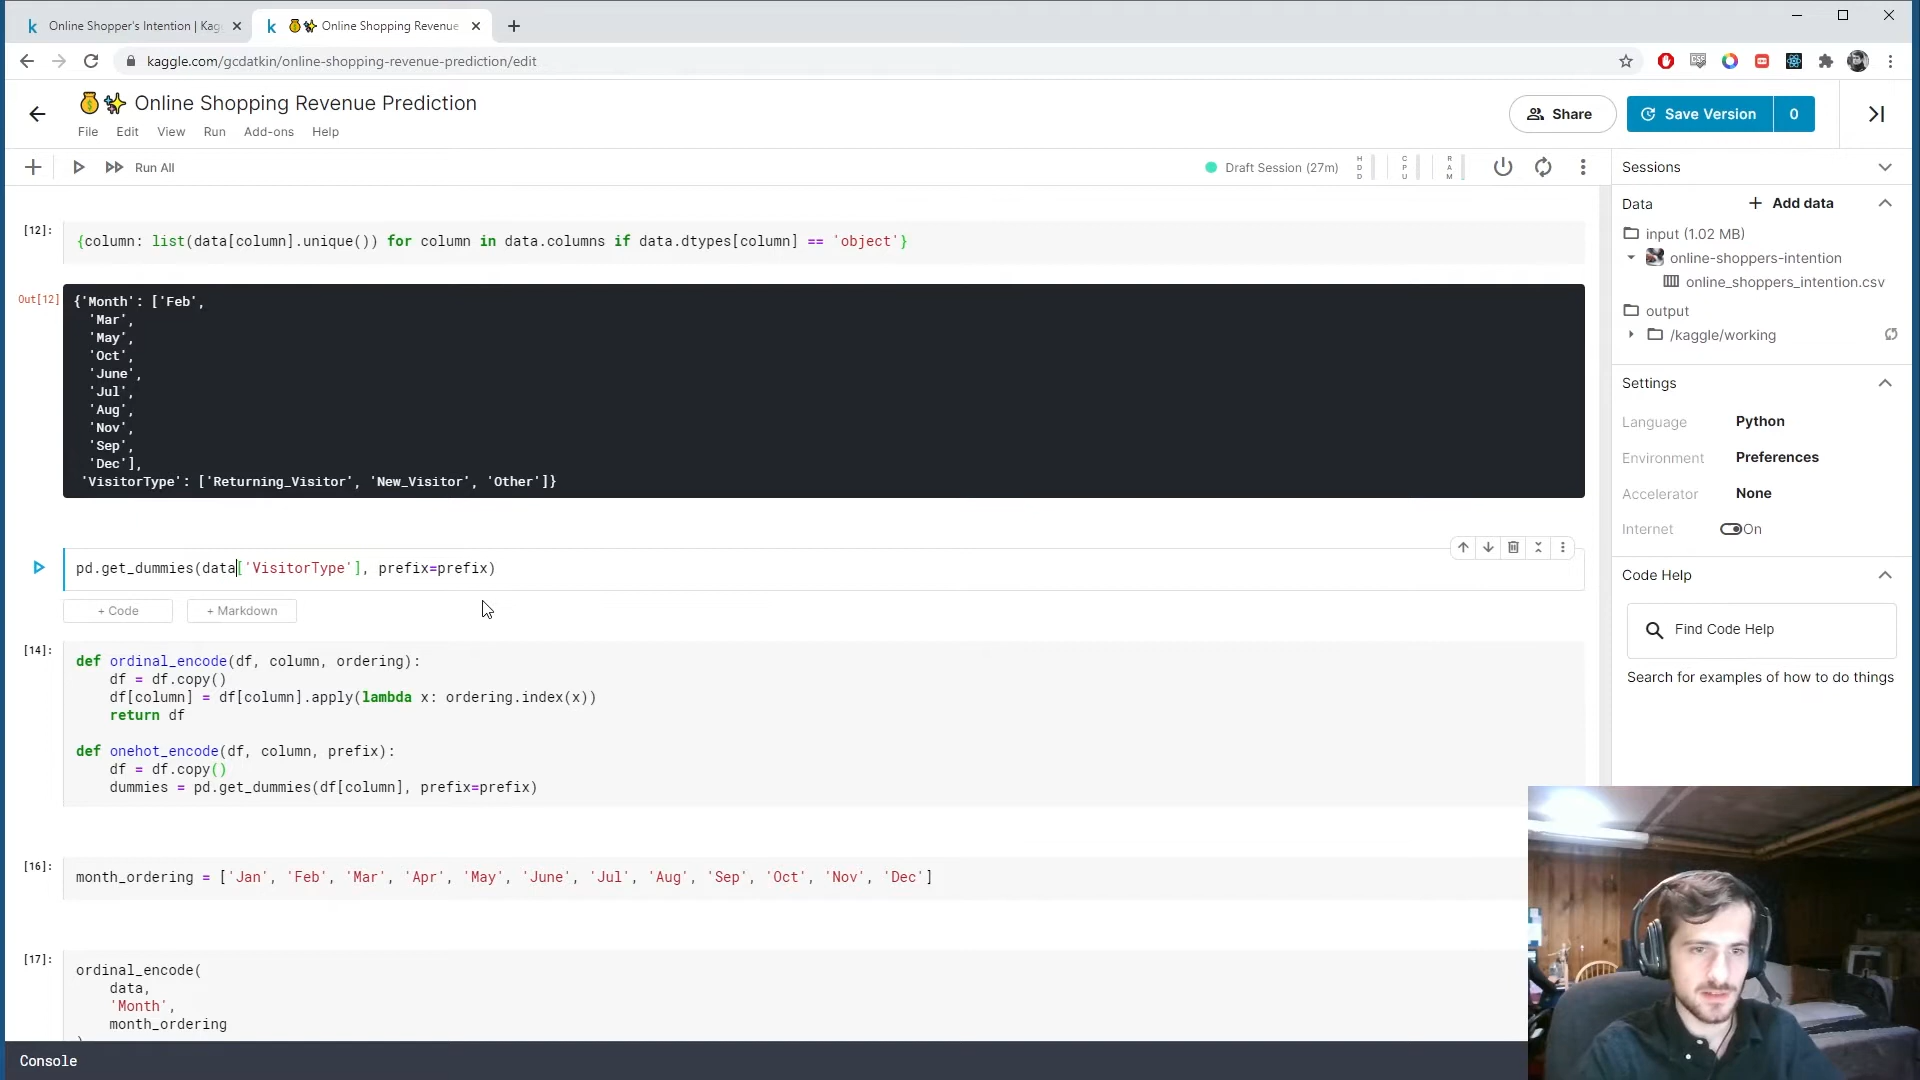 Online Shopper's Intention | Kag
Online Shopping Revenue
kaggle.com/gcdatkin/online-shopping-revenue-prediction/edit
Online Shopping Revenue Prediction
File Edit View Run Add-ons Help
Share
Save Version 0
Run All
Draft Session (27m)
HDD
CPU
RAM
[12]:
{column: list(data[column].unique()) for column in data.columns if data.dtypes[column] == 'object'}
Out[12]
{'Month': ['Feb',
'Mar',
'May',
'Oct',
'June',
'Jul',
'Aug',
'Nov',
'Sep',
'Dec'],
'VisitorType': ['Returning_Visitor', 'New_Visitor', 'Other']}
pd.get_dummies(data['VisitorType'], prefix=prefix)
+ Code + Markdown
[14]:
def ordinal_encode(df, column, ordering):
df = df.copy()
df[column] = df[column].apply(lambda x: ordering.index(x))
return df
def onehot_encode(df, column, prefix):
df = df.copy()
dummies = pd.get_dummies(df[column], prefix=prefix)
[16]:
month_ordering = ['Jan', 'Feb', 'Mar', 'Apr', 'May', 'June', 'Jul', 'Aug', 'Sep', 'Oct', 'Nov', 'Dec']
[17]:
ordinal_encode(
data,
'Month',
month_ordering
)
Console
Sessions
Data + Add data
input (1.02 MB)
online-shoppers-intention
online_shoppers_intention.csv
output
/kaggle/working
Settings
Language Python
Environment Preferences
Accelerator None
Internet On
Code Help
Find Code Help
Search for examples of how to do things